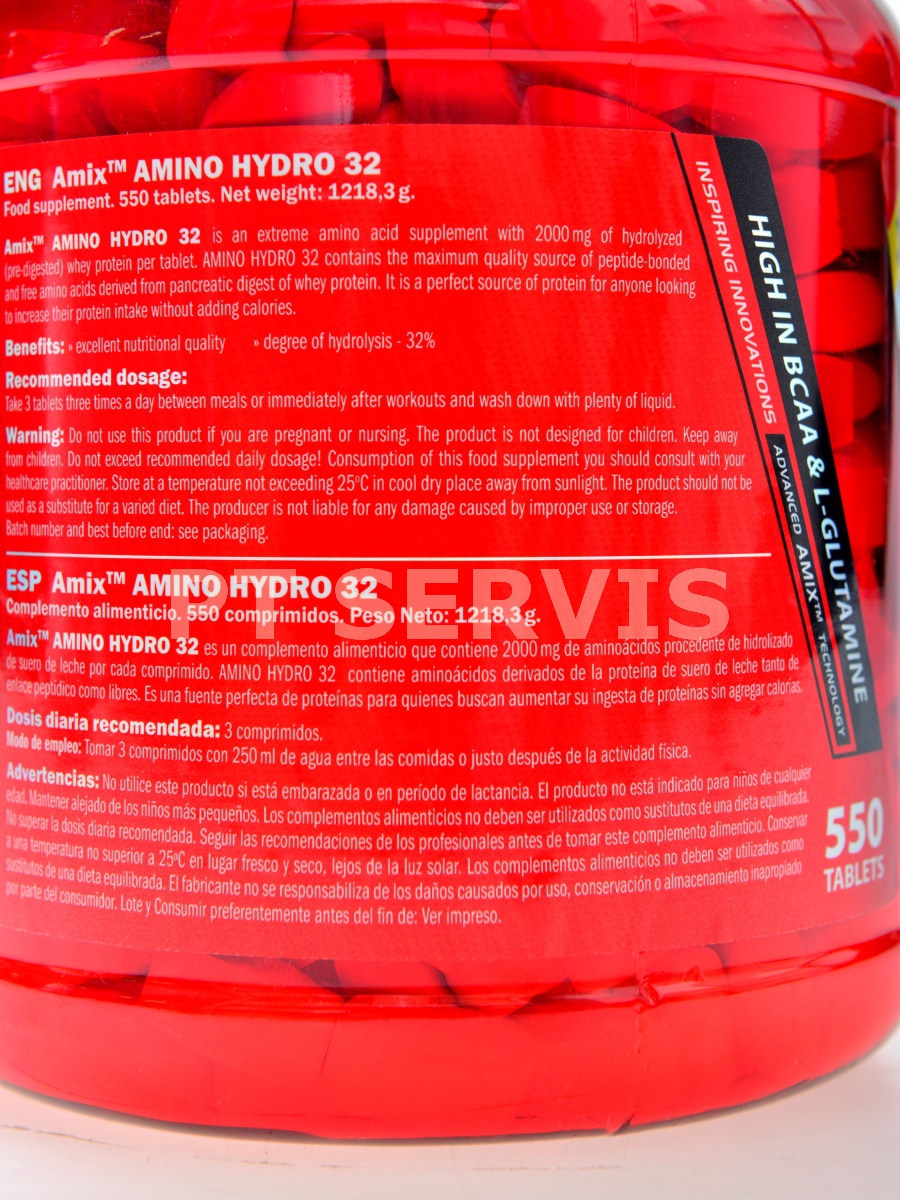 ENG Amix™ AMINO HYDRO 32
Food supplement. 550 tablets. Net weight: 1218,3 g.
Amix™ AMINO HYDRO 32 is an extreme amino acid supplement with 2000 mg of hydrolyzed
(pre-digested) whey protein per tablet. AMINO HYDRO 32 contains the maximum quality source of peptide-bonded
and free amino acids derived from pancreatic digest of whey protein. It is a perfect source of protein for anyone looking
to increase their protein intake without adding calories.
Benefits: » excellent nutritional quality » degree of hydrolysis - 32%
Recommended dosage:
Take 3 tablets three times a day between meals or immediately after workouts and wash down with plenty of liquid.
Warning: Do not use this product if you are pregnant or nursing. The product is not designed for children. Keep away
from children. Do not exceed recommended daily dosage! Consumption of this food supplement you should consult with your
healthcare practitioner. Store at a temperature not exceeding 25ºC in cool dry place away from sunlight. The product should not be
used as a substitute for a varied diet. The producer is not liable for any damage caused by improper use or storage.
Batch number and best before end: see packaging.
ESP Amix™ AMINO HYDRO 32
Complemento alimenticio. 550 comprimidos. Peso Neto: 1218,3 g.
Amix™ AMINO HYDRO 32 es un complemento alimenticio que contiene 2000 mg de aminoácidos procedente de hidrolizado
de suero de leche por cada comprimido. AMINO HYDRO 32 contiene aminoácidos derivados de la proteína de suero de leche tanto de
enlace peptídico como libres. Es una fuente perfecta de proteínas para quienes buscan aumentar su ingesta de proteínas sin agregar calorías.
Dosis diaria recomendada: 3 comprimidos.
Modo de empleo: Tomar 3 comprimidos con 250 ml de agua entre las comidas o justo después de la actividad física.
Advertencias: No utilice este producto si está embarazada o en período de lactancia. El producto no está indicado para niños de cualquier
edad. Mantener alejado de los niños más pequeños. Los complementos alimenticios no deben ser utilizados como sustitutos de una dieta equilibrada.
No superar la dosis diaria recomendada. Seguir las recomendaciones de los profesionales antes de tomar este complemento alimenticio. Conservar
a una temperatura no superior a 25ºC en lugar fresco y seco, lejos de la luz solar. Los complementos alimenticios no deben ser utilizados como
sustitutos de una dieta equilibrada. El fabricante no se responsabiliza de los daños causados por uso, conservación o almacenamiento inapropiado
por parte del consumidor. Lote y Consumir preferentemente antes del fin de: Ver impreso.
INSPIRING INNOVATIONS
HIGH IN BCAA & L-GLUTAMINE
ADVANCED AMIX™ TECHNOLOGY
550
TABLETS
PT SERVIS